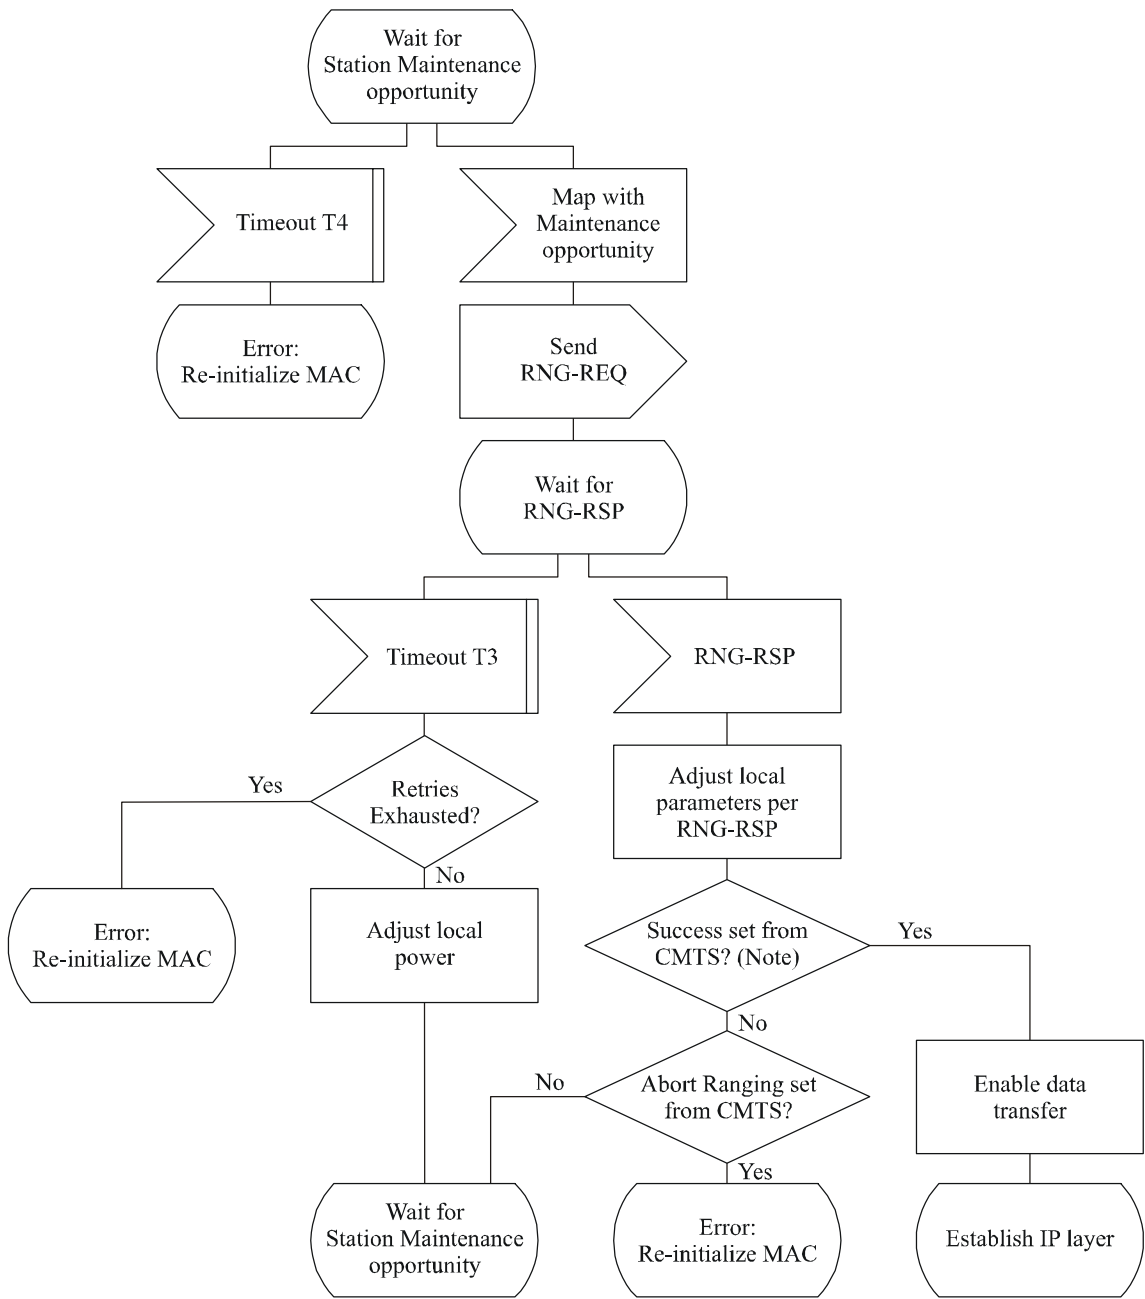 Wait for
Station Maintenance
opportunity
Timeout T4
Map with
Maintenance
opportunity
Error:
Re-initialize MAC
Send
RNG-REQ
Wait for
RNG-RSP
Timeout T3
RNG-RSP
Yes
Retries
Exhausted?
Adjust local
parameters per
RNG-RSP
No
Error:
Re-initialize MAC
Adjust local
power
Success set from
CMTS? (Note)
Yes
No
No
Abort Ranging set
from CMTS?
Enable data
transfer
Yes
Wait for
Station Maintenance
opportunity
Error:
Re-initialize MAC
Establish IP layer